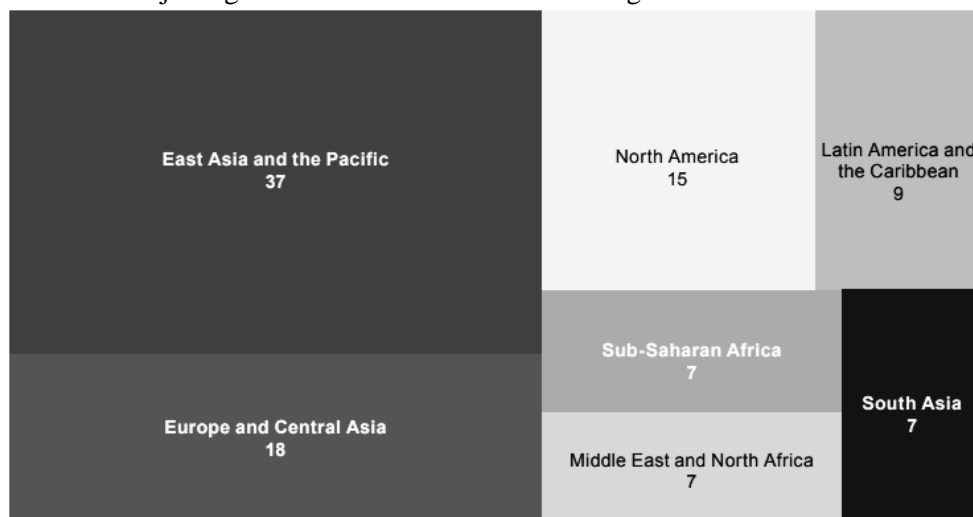 East Asia and the Pacific
37
North America
15
Latin America and
the Caribbean
9
Sub-Saharan Africa
7
South Asia
7
Europe and Central Asia
18
Middle East and North Africa
7